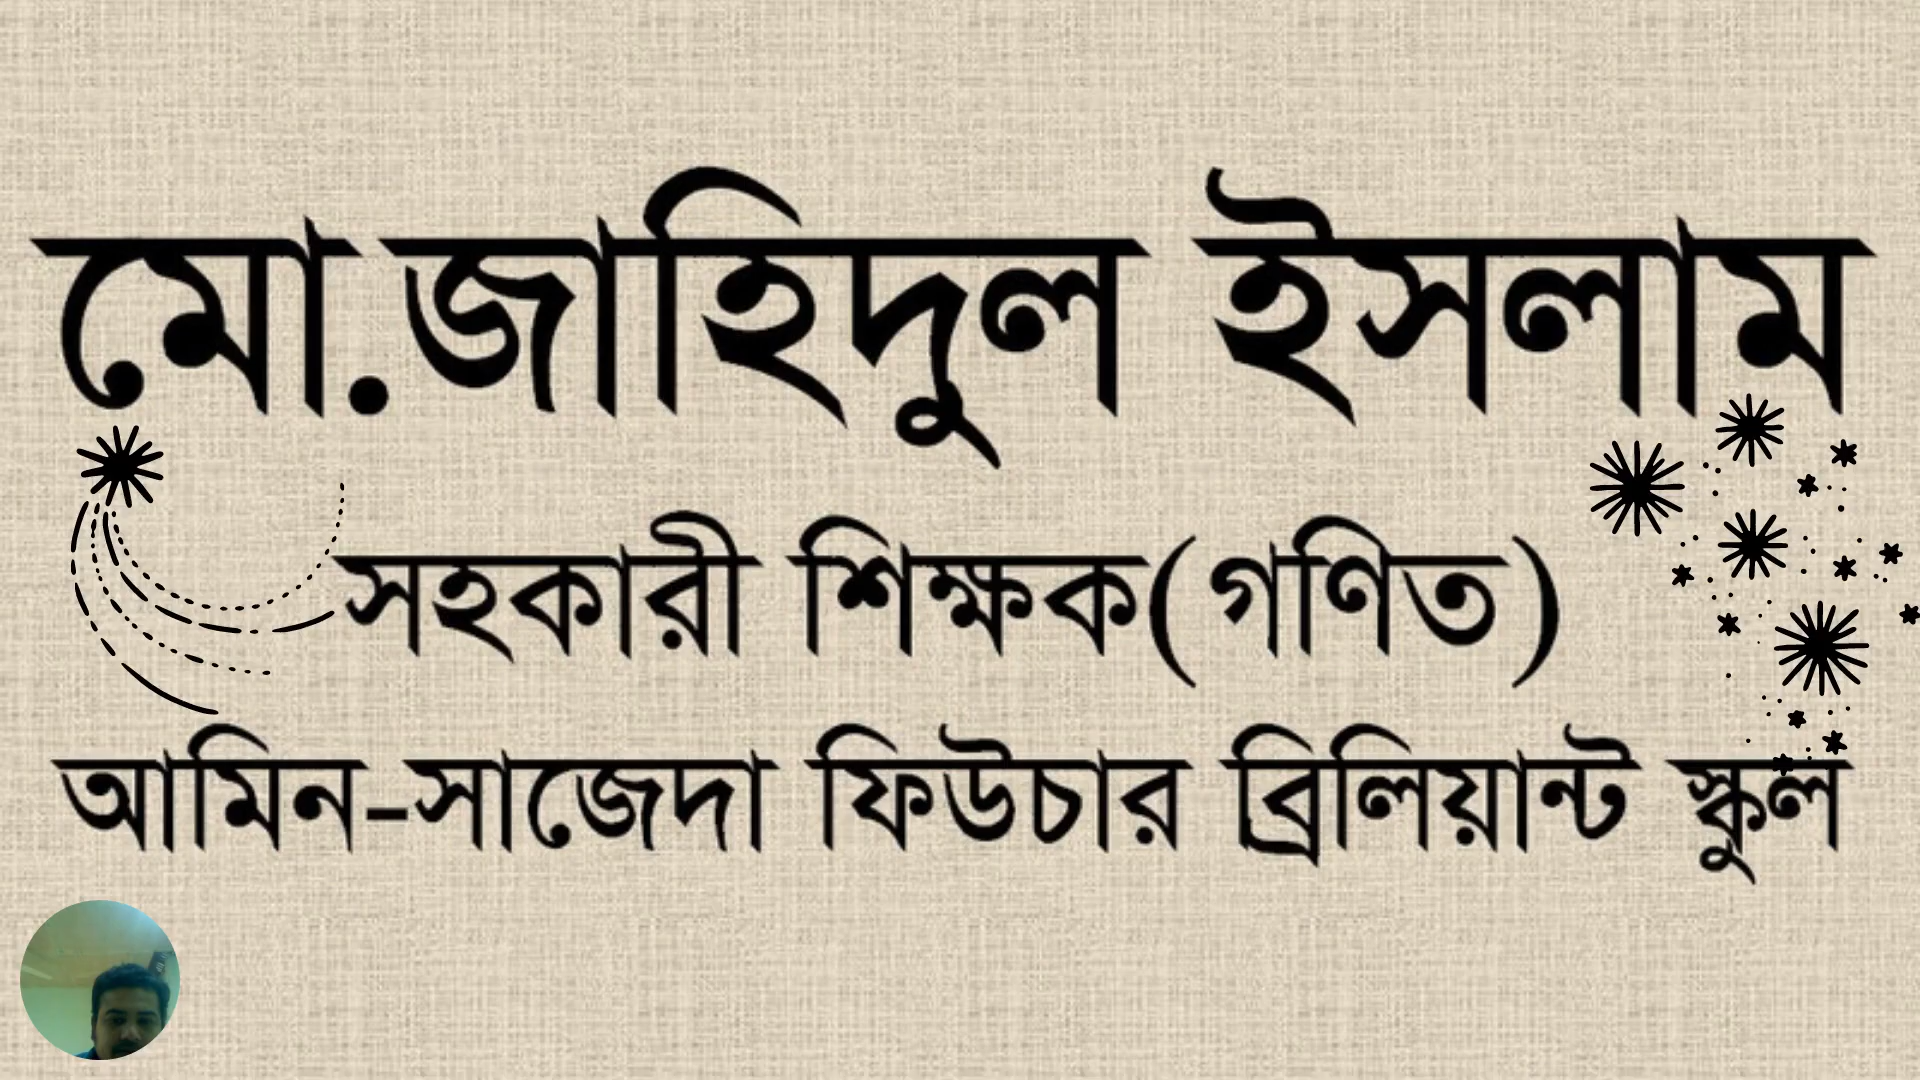 মো.জাহিদুল ইসলাম
সহকারী শিক্ষক(গণিত)
আমিন-সাজেদা ফিউচার ব্রিলিয়ান্ট স্কুল